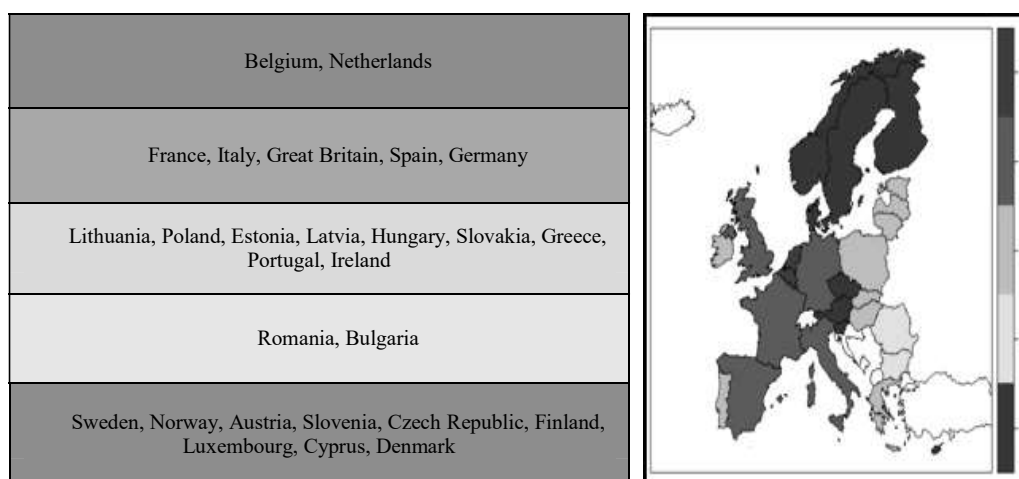 Belgium, Netherlands
France, Italy, Great Britain, Spain, Germany
Lithuania, Poland, Estonia, Latvia, Hungary, Slovakia, Greece,
Portugal, Ireland
Romania, Bulgaria
Sweden, Norway, Austria, Slovenia, Czech Republic, Finland,
Luxembourg, Cyprus, Denmark